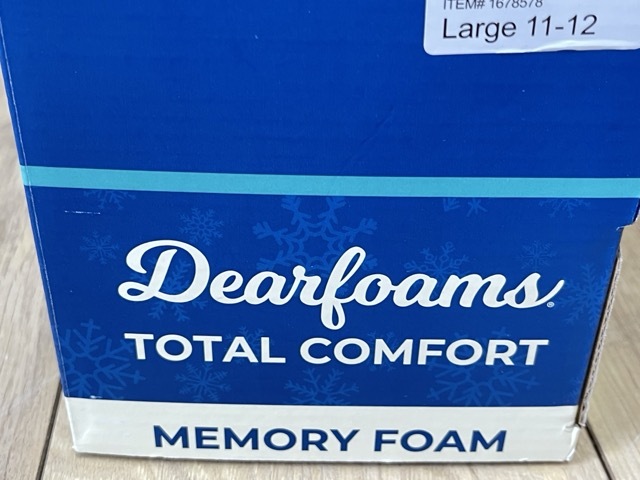 ITEM# 1678578
Large 11-12
Dearfoams®
TOTAL COMFORT
MEMORY FOAM